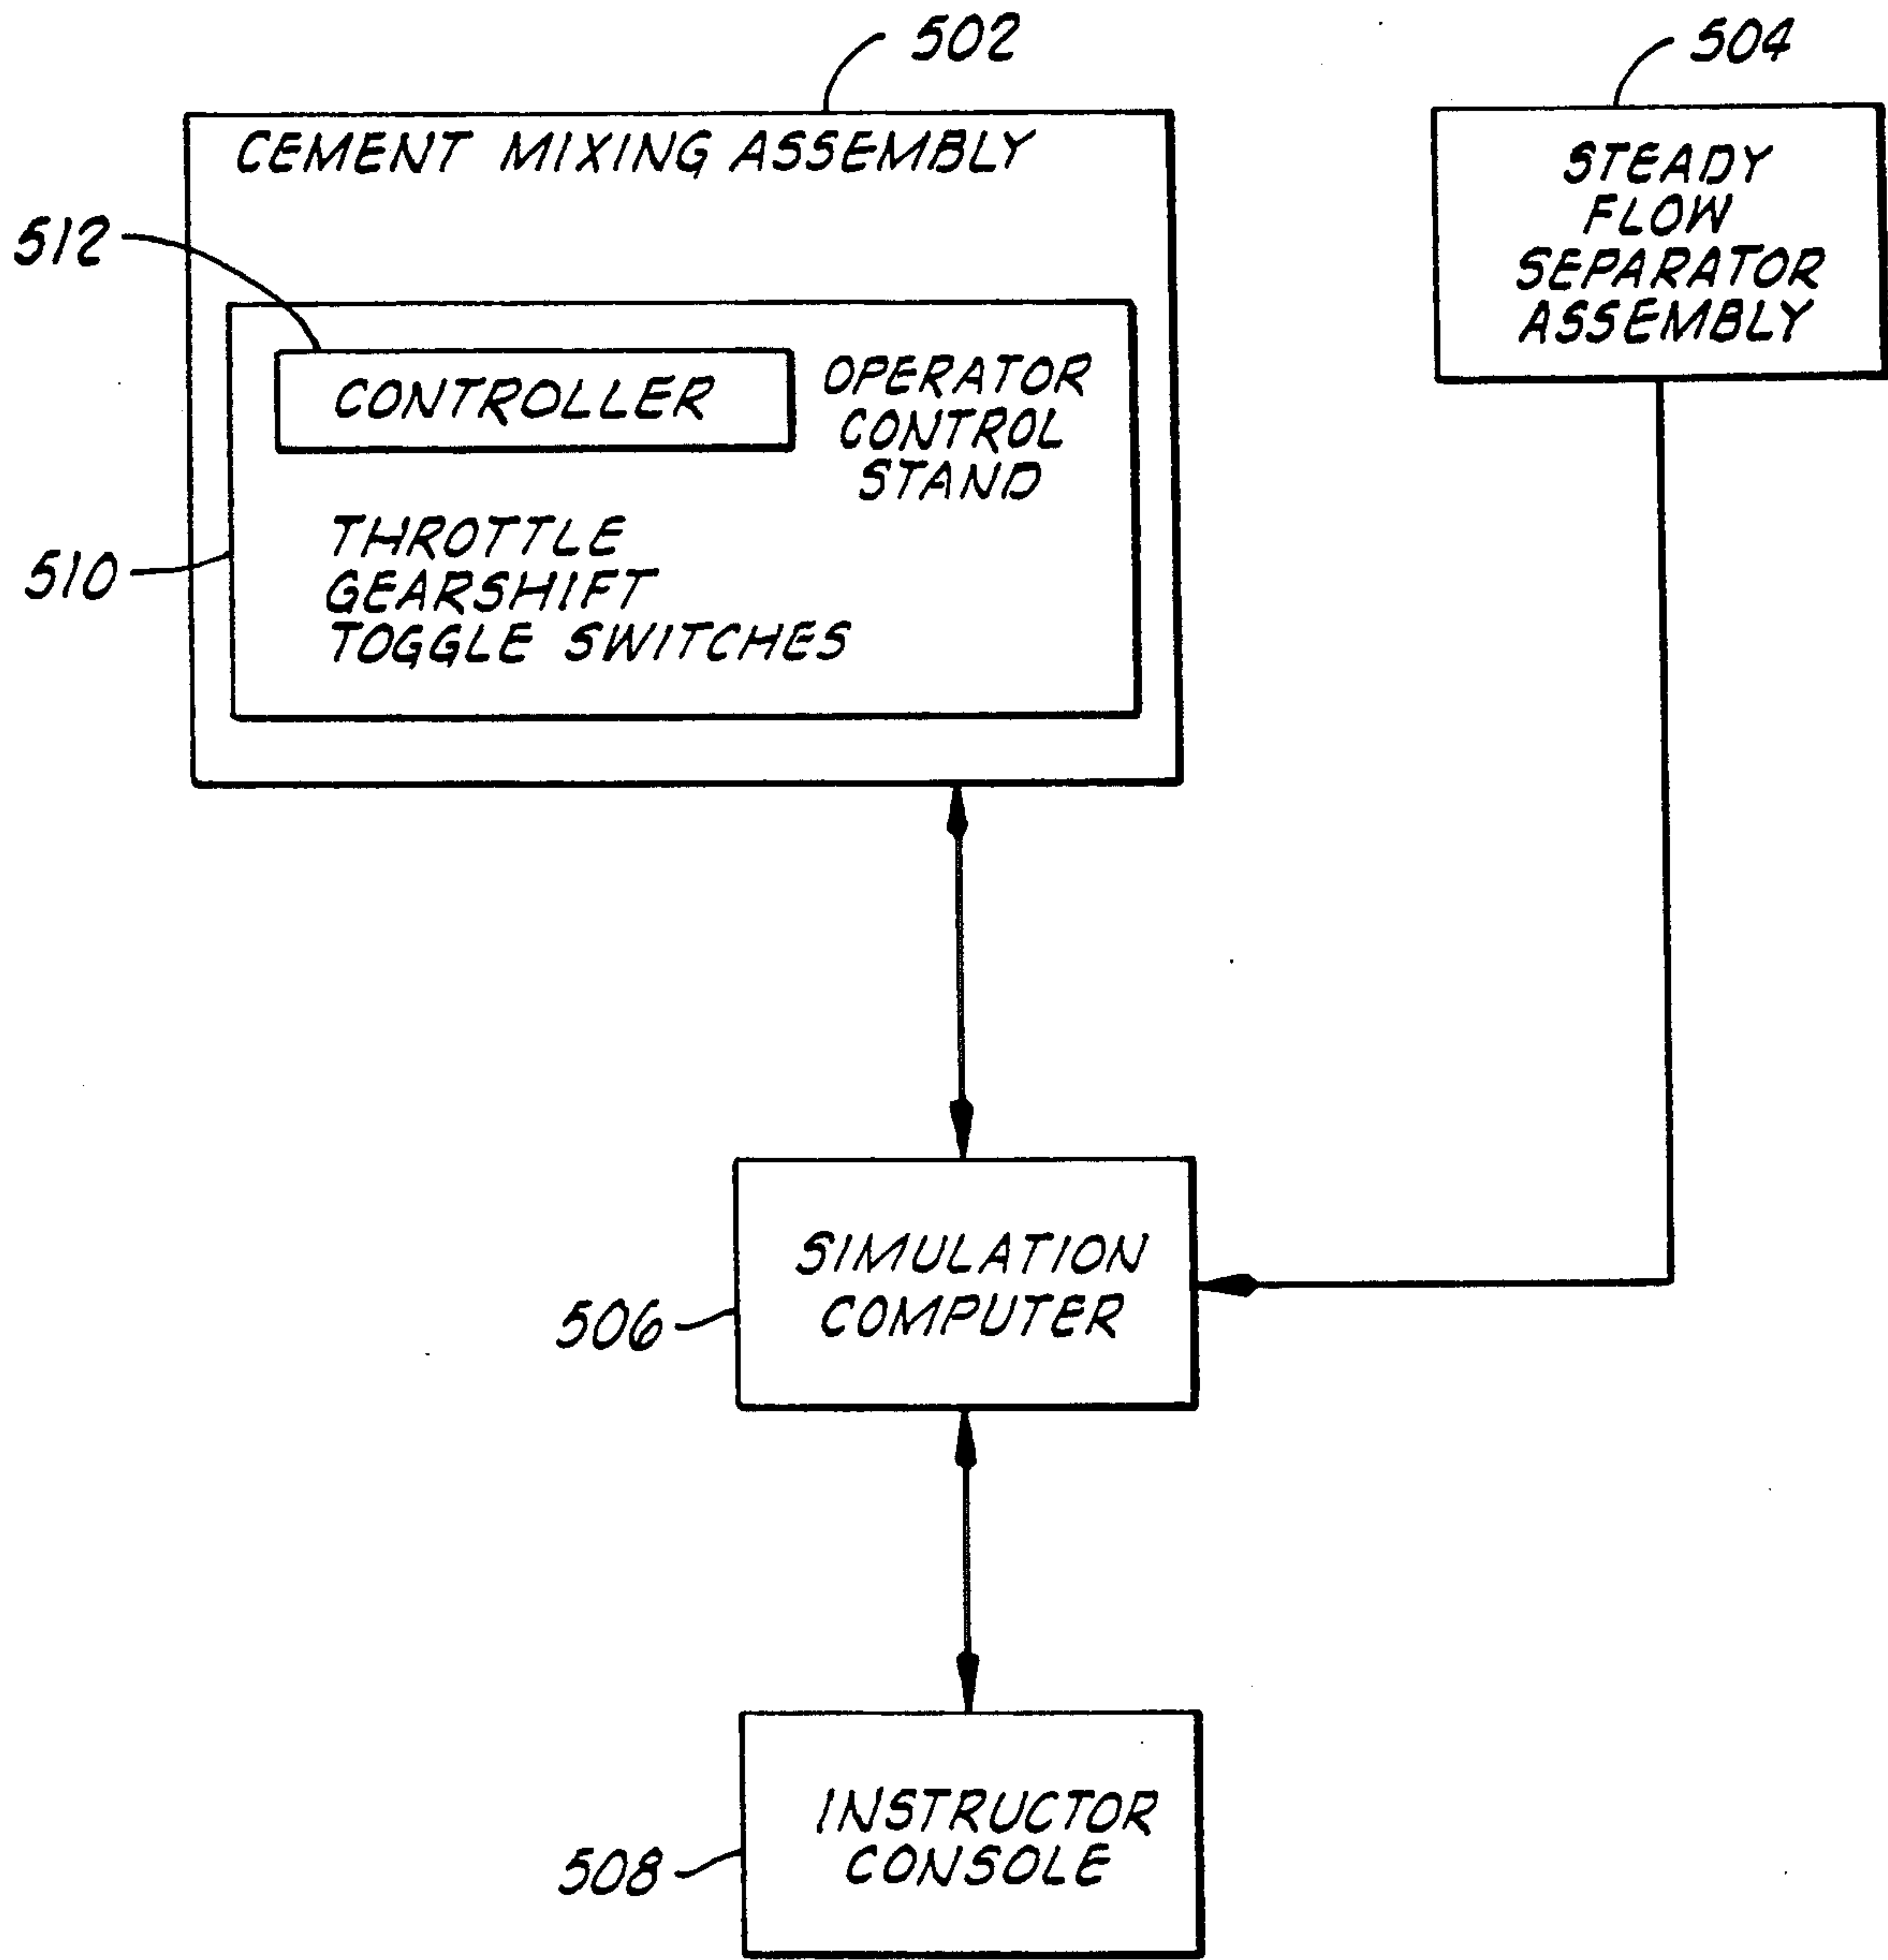 502
504
CEMENT MIXING ASSEMBLY
STEADY
FLOW
SEPARATOR
ASSEMBLY
512
CONTROLLER
OPERATOR
CONTROL
STAND
510
THROTTLE
GEARSHIFT
TOGGLE SWITCHES
SIMULATION
COMPUTER
506
INSTRUCTOR
CONSOLE
508